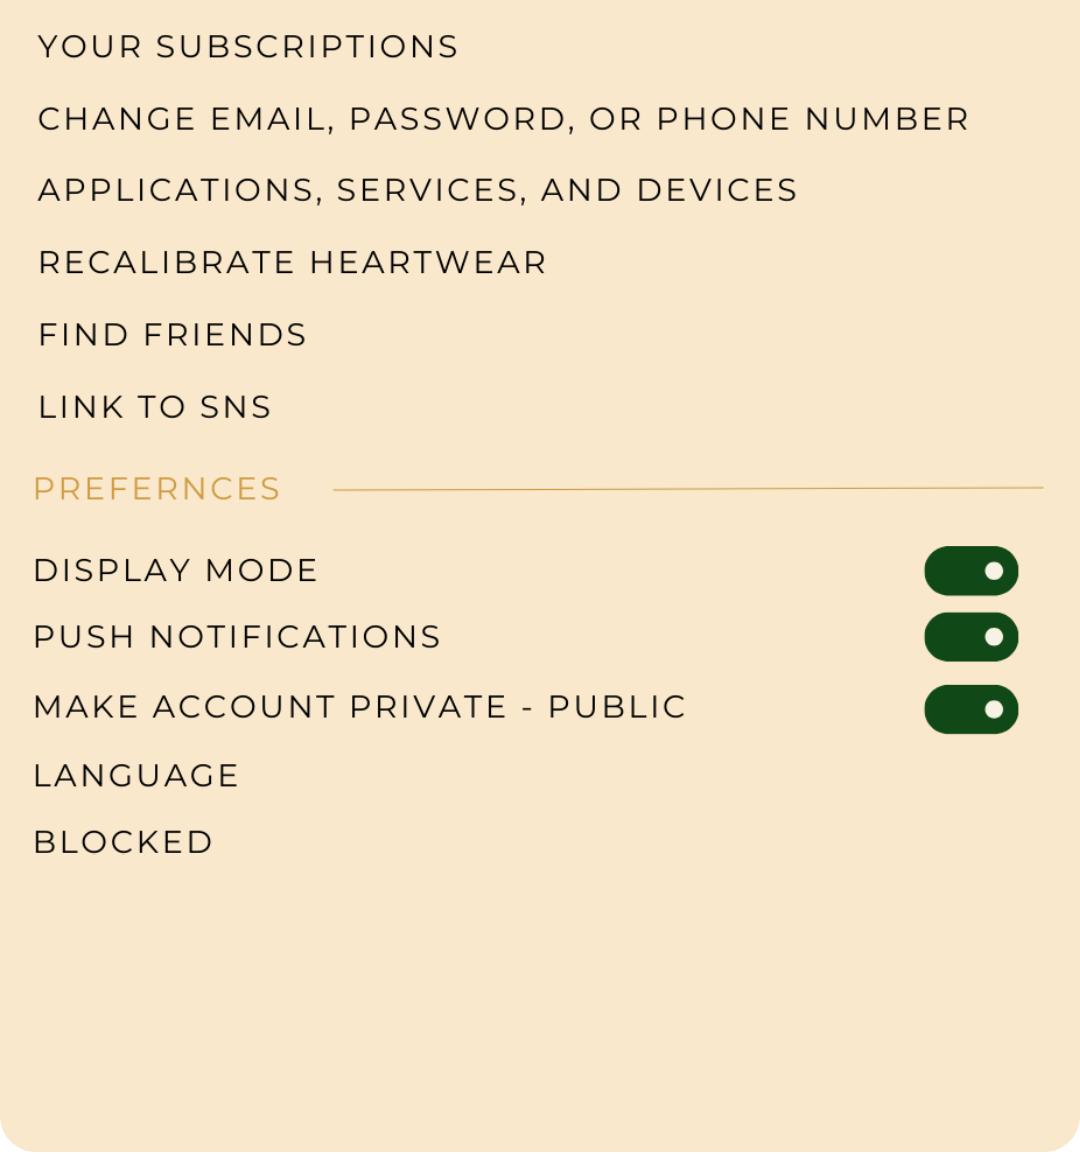 YOUR SUBSCRIPTIONS
CHANGE EMAIL, PASSWORD, OR PHONE NUMBER
APPLICATIONS, SERVICES, AND DEVICES
RECALIBRATE HEARTWEAR
FIND FRIENDS
LINK TO SNS
PREFERNCES
DISPLAY MODE
PUSH NOTIFICATIONS
MAKE ACCOUNT PRIVATE - PUBLIC
LANGUAGE
BLOCKED